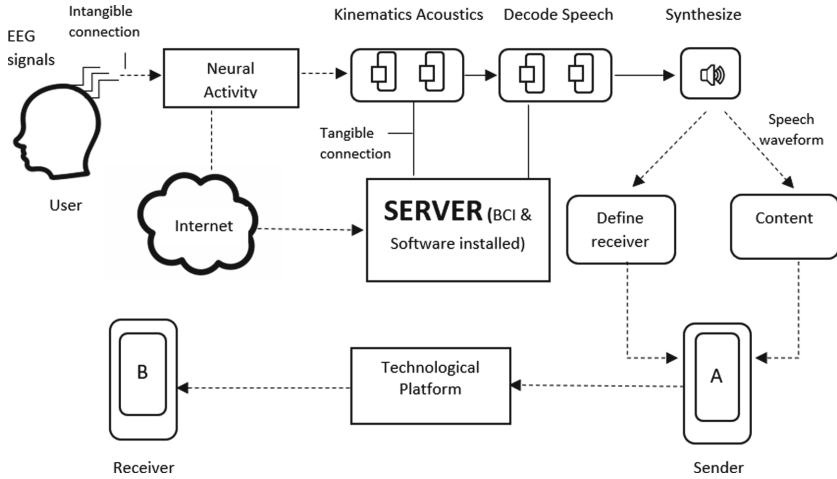 Intangible
connection
Kinematics Acoustics
Decode Speech
Synthesize
EEG
signals
Neural
Activity
Tangible
connection
Speech
waveform
User
Internet
SERVER (BCI &
Software installed)
Define
receiver
Content
B
Technological
Platform
A
Receiver
Sender